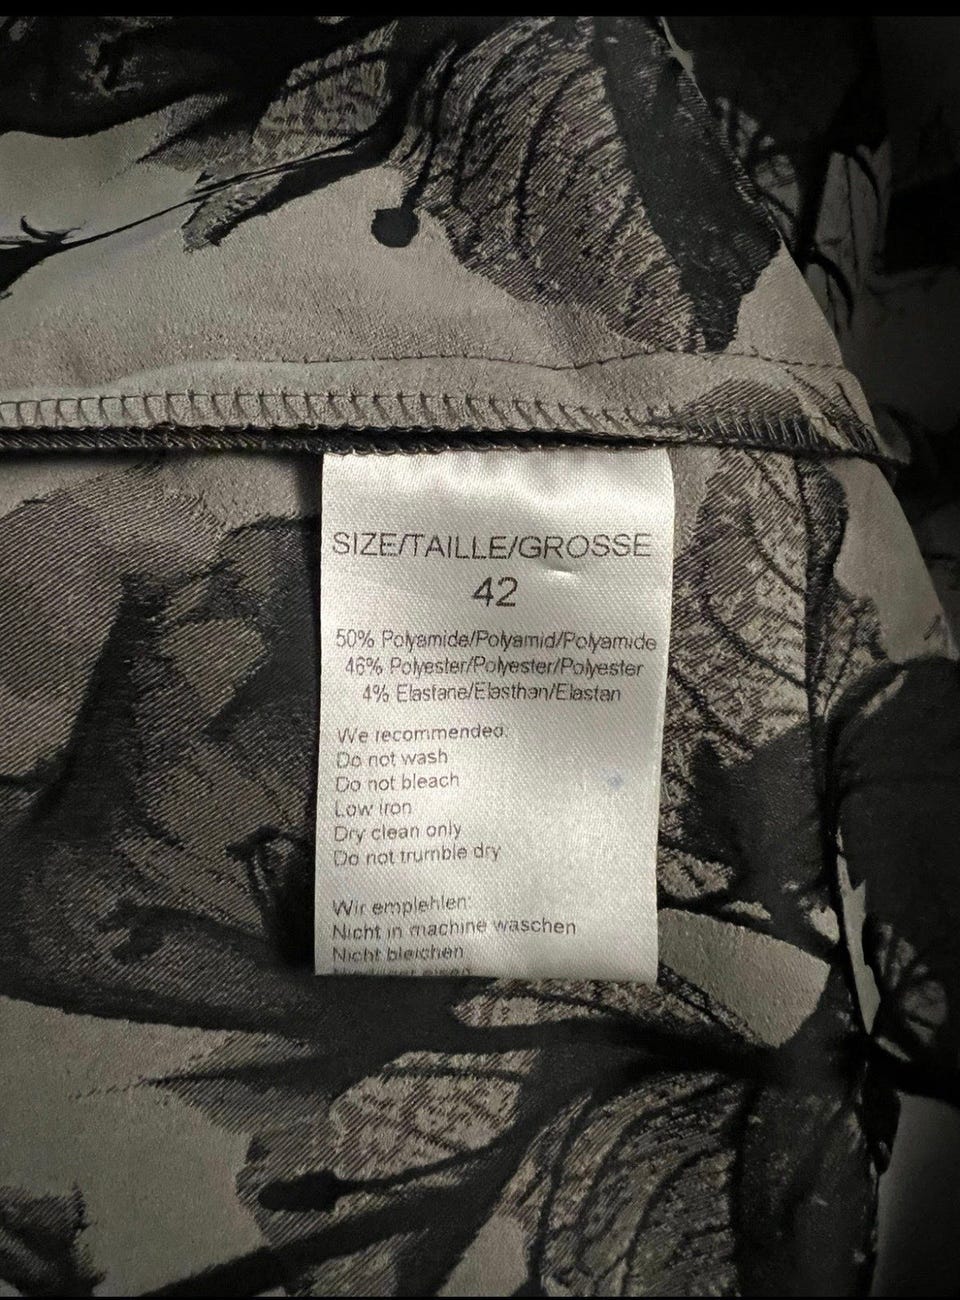 SIZE/TAILLE/GROSSE
42
50% Polyamide/Polyamid/Polyamide
46% Polyester/Polyester/Polyester
4% Elastane/Elasthan/Elastan
We recommended:
Do not wash
Do not bleach
Low iron
Dry clean only
Do not trumble dry
Wir emplehlen:
Nicht in machine waschen
Nicht bleichen